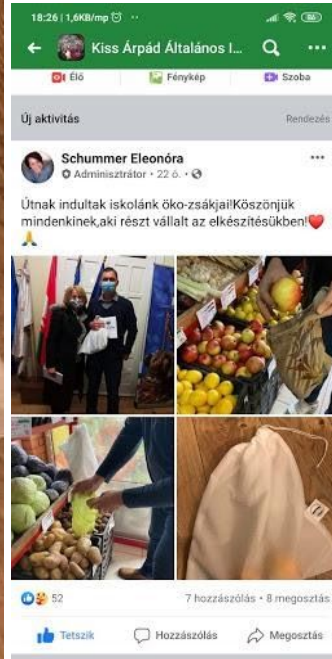 18:26 | 1,6KB/mp
Kiss Árpád Általános I...
Élő
Fénykép
Szoba
Új aktivitás
Rendezés
Schummer Eleonóra
Adminisztrátor • 22 ó. •
Útnak indultak iskolánk öko-zsákjai!Köszönjük
mindenkinek,aki részt vállalt az elkészítésükben!❤️
🙏
52
7 hozzászólás • 8 megosztás
Tetszik
Hozzászólás
Megosztás